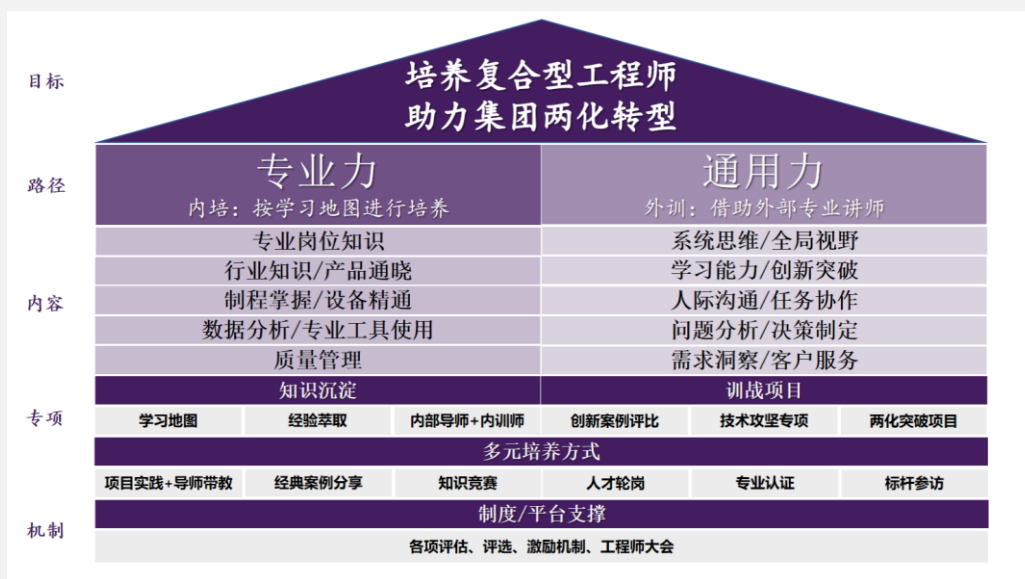 目标
培养复合型工程师
助力集团两化转型
路径
专业力
内培：按学习地图进行培养
通用力
外训：借助外部专业讲师
内容
专业岗位知识
系统思维/全局视野
行业知识/产品通晓
学习能力/创新突破
制程掌握/设备精通
人际沟通/任务协作
数据分析/专业工具使用
问题分析/决策制定
质量管理
需求洞察/客户服务
专项
知识沉淀
训战项目
学习地图
经验萃取
内部导师+内训师
创新案例评比
技术攻坚专项
两化突破项目
多元培养方式
项目实践+导师带教
经典案例分享
知识竞赛
人才轮岗
专业认证
标杆参访
机制
制度/平台支撑
各项评估、评选、激励机制、工程师大会